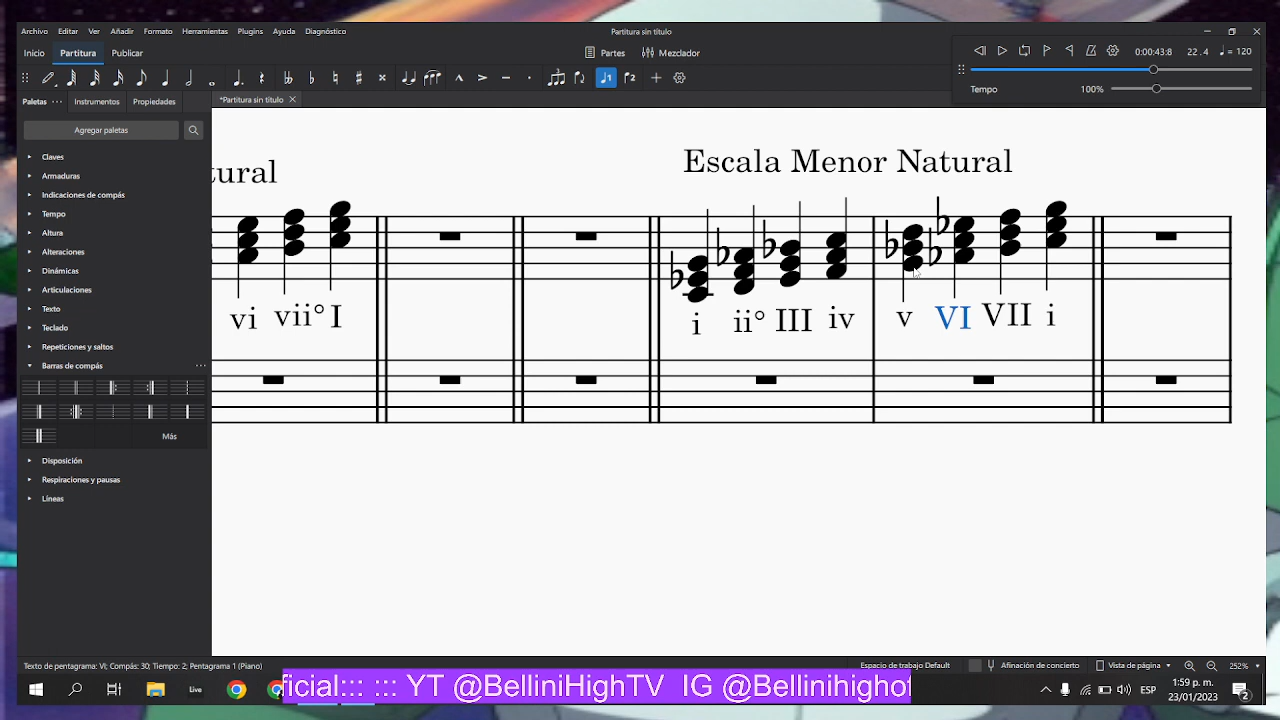 Archivo Editar Ver Añadir Formato Herramientas Plugins Ayuda Diagnóstico
Partitura sin título
Inicio Partitura Publicar
Partes Mezclador
0:00:43:8 22 . 4 = 120
Tempo 100%
Paletas Instrumentos Propiedades
*Partitura sin título
Agregar paletas
Claves
Armaduras
Indicaciones de compás
Tempo
Altura
Alteraciones
Dinámicas
Articulaciones
Texto
Teclado
Repeticiones y saltos
Barras de compás
Más
Disposición
Respiraciones y pausas
Líneas
tural
Escala Menor Natural
vi vii° I
i ii° III iv v VI VII i
Texto de pentagrama: VI; Compás: 30; Tiempo: 2; Pentagrama 1 (Piano)
Espacio de trabajo Default
Afinación de concierto
Vista de página
250%
ficial::: ::: YT @BelliniHighTV IG @Bellinihighof
Live
ESP
1:59 p. m.
23/01/2023
2